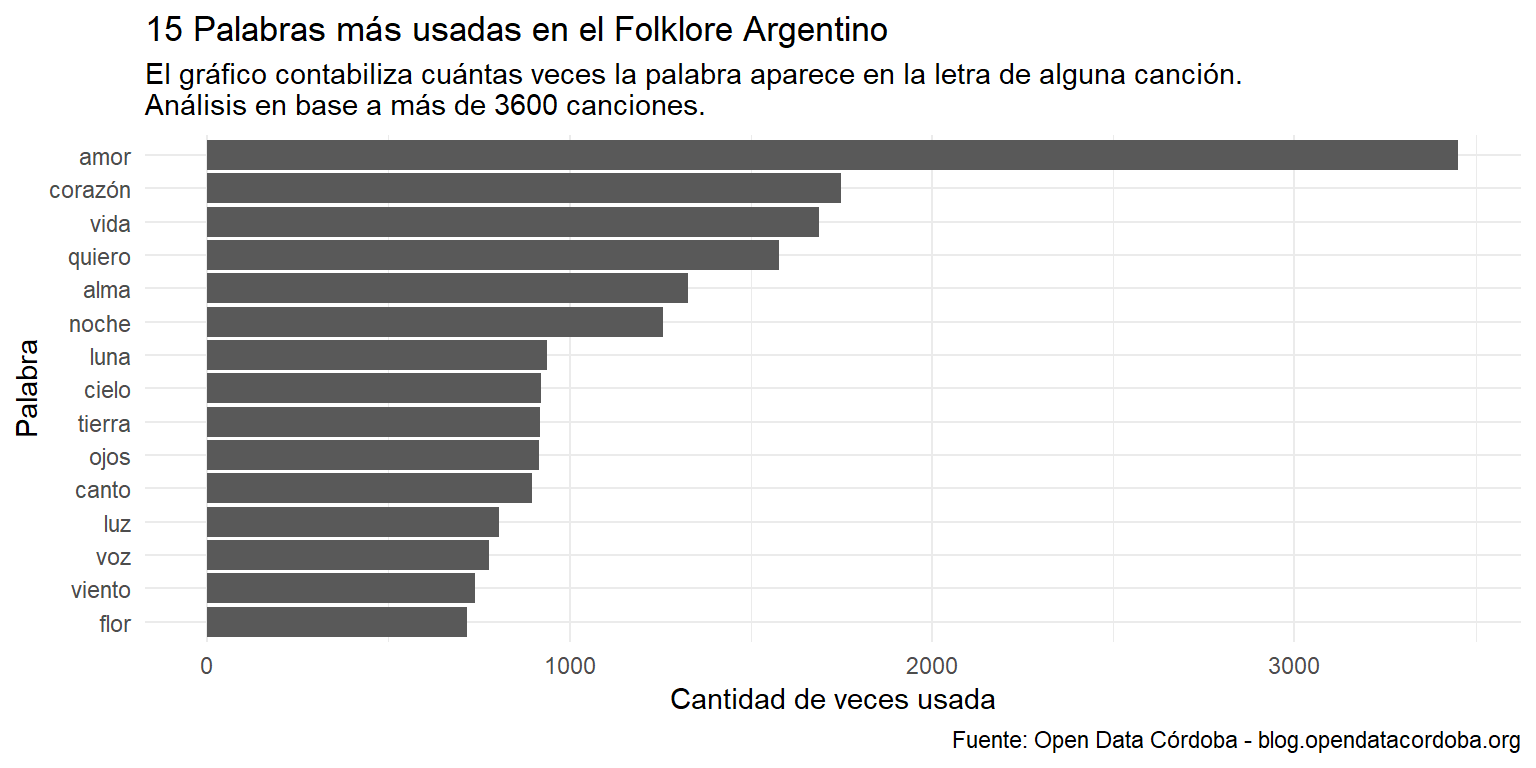 15 Palabras más usadas en el Folklore Argentino
El gráfico contabiliza cuántas veces la palabra aparece en la letra de alguna canción.
Análisis en base a más de 3600 canciones.
Palabra
amor
corazón
vida
quiero
alma
noche
luna
cielo
tierra
ojos
canto
luz
voz
viento
flor
0 1000 2000 3000
Cantidad de veces usada
Fuente: Open Data Córdoba - blog.opendatacordoba.org